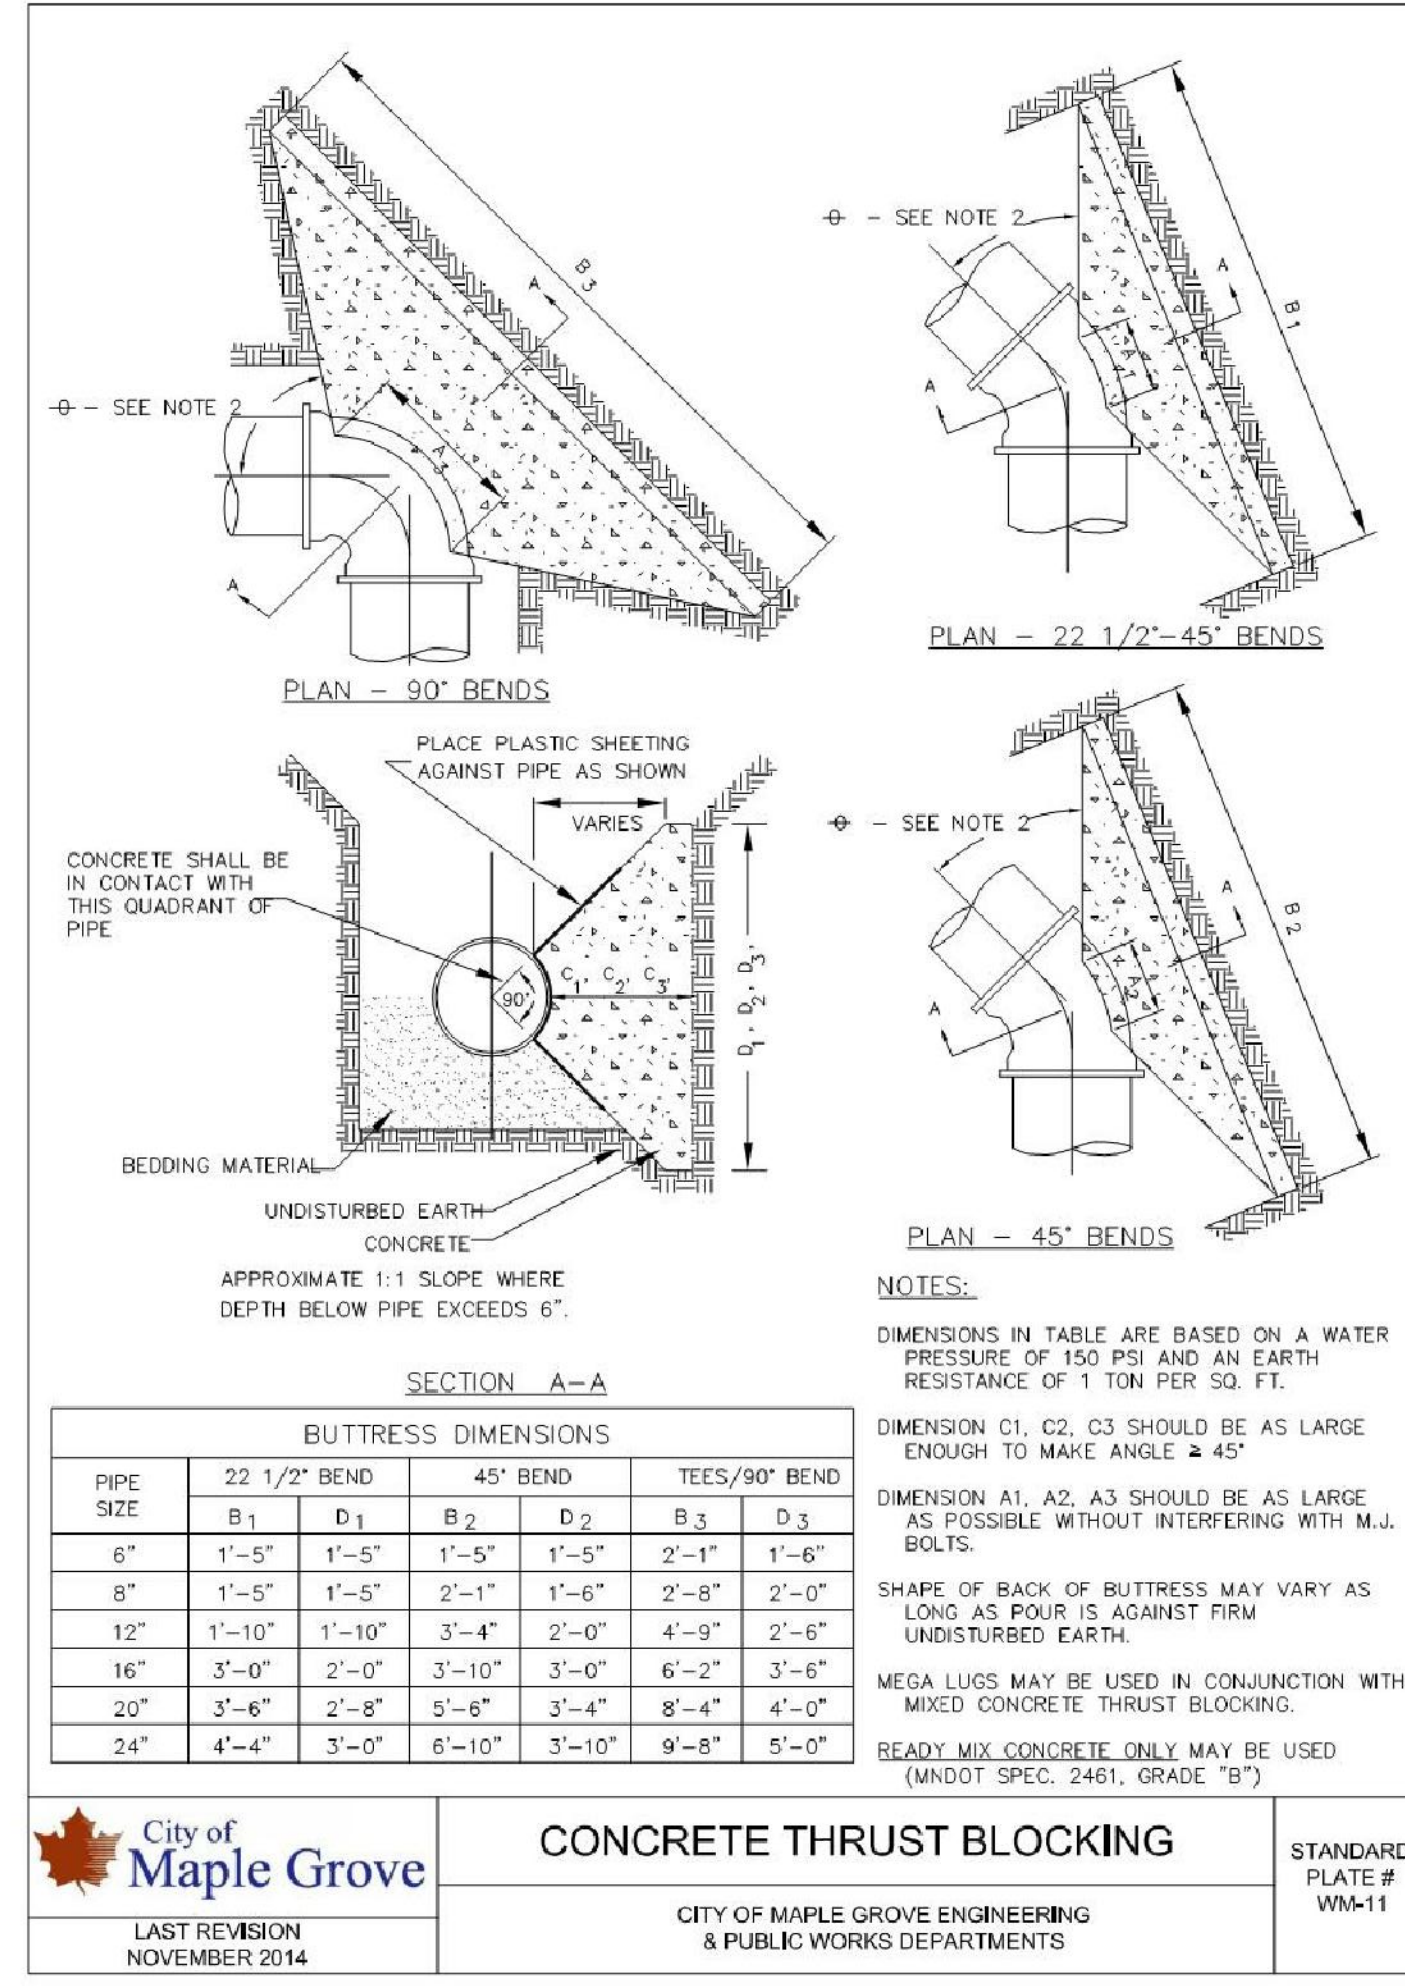 B3
A
-θ- - SEE NOTE 2
A3
A
PLAN - 90° BENDS
-θ- - SEE NOTE 2
A
B1
A1
A
PLAN - 22 1/2°-45° BENDS
PLACE PLASTIC SHEETING
AGAINST PIPE AS SHOWN
VARIES
CONCRETE SHALL BE
IN CONTACT WITH
THIS QUADRANT OF
PIPE
C1, C2, C3,
90°
D1, D2, D3,
BEDDING MATERIAL
UNDISTURBED EARTH
CONCRETE
APPROXIMATE 1:1 SLOPE WHERE
DEPTH BELOW PIPE EXCEEDS 6".
SECTION A-A
-θ- - SEE NOTE 2
A
B2
A2
A
PLAN - 45° BENDS
NOTES:
DIMENSIONS IN TABLE ARE BASED ON A WATER
PRESSURE OF 150 PSI AND AN EARTH
RESISTANCE OF 1 TON PER SQ. FT.
DIMENSION C1, C2, C3 SHOULD BE AS LARGE
ENOUGH TO MAKE ANGLE ≥ 45°
DIMENSION A1, A2, A3 SHOULD BE AS LARGE
AS POSSIBLE WITHOUT INTERFERING WITH M.J.
BOLTS.
SHAPE OF BACK OF BUTTRESS MAY VARY AS
LONG AS POUR IS AGAINST FIRM
UNDISTURBED EARTH.
MEGA LUGS MAY BE USED IN CONJUNCTION WITH
MIXED CONCRETE THRUST BLOCKING.
READY MIX CONCRETE ONLY MAY BE USED
(MNDOT SPEC. 2461, GRADE "B")
BUTTRESS DIMENSIONS
PIPE SIZE 22 1/2° BEND 45° BEND TEES/90° BEND
B1 D1 B2 D2 B3 D3
6" 1'-5" 1'-5" 1'-5" 1'-5" 2'-1" 1'-6"
8" 1'-5" 1'-5" 2'-1" 1'-6" 2'-8" 2'-0"
12" 1'-10" 1'-10" 3'-4" 2'-0" 4'-9" 2'-6"
16" 3'-0" 2'-0" 3'-10" 3'-0" 6'-2" 3'-6"
20" 3'-6" 2'-8" 5'-6" 3'-4" 8'-4" 4'-0"
24" 4'-4" 3'-0" 6'-10" 3'-10" 9'-8" 5'-0"
City of
Maple Grove
LAST REVISION
NOVEMBER 2014
CONCRETE THRUST BLOCKING
CITY OF MAPLE GROVE ENGINEERING
& PUBLIC WORKS DEPARTMENTS
STANDARD
PLATE #
WM-11